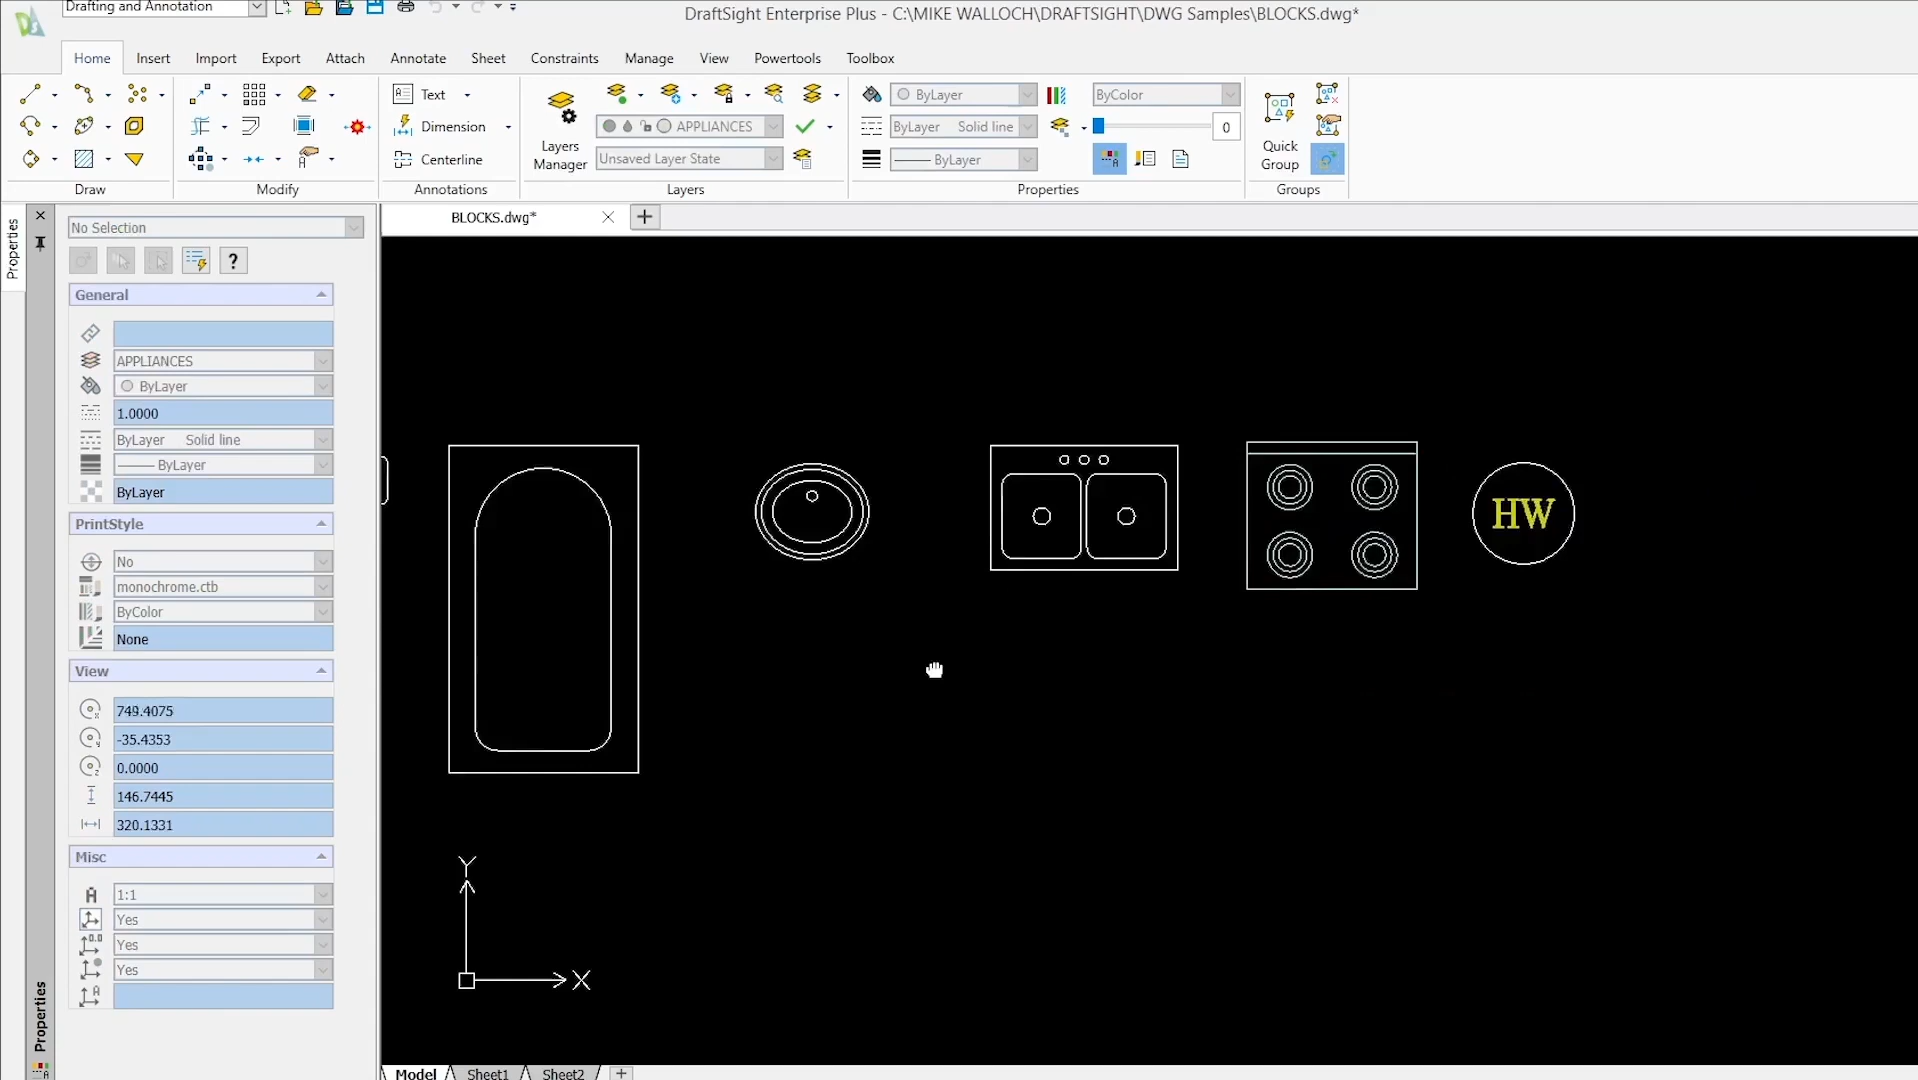 Drafting and Annotation
DraftSight Enterprise Plus - C:\MIKE WALLOCH\DRAFTSIGHT\DWG Samples\BLOCKS.dwg*
Home Insert Import Export Attach Annotate Sheet Constraints Manage View Powertools Toolbox
Text
Dimension
Centerline
Layers
Manager
APPLIANCES
Unsaved Layer State
ByLayer
ByLayer Solid line
ByLayer
ByColor
0
Quick
Group
Draw Modify Annotations Layers Properties Groups
Properties
No Selection
BLOCKS.dwg*
?
General
APPLIANCES
ByLayer
1.0000
ByLayer Solid line
ByLayer
ByLayer
PrintStyle
No
monochrome.ctb
ByColor
None
View
749.4075
-35.4353
0.0000
146.7445
320.1331
Misc
1:1
Yes
Yes
Yes
Properties
HW
Y
X
Model Sheet1 Sheet2